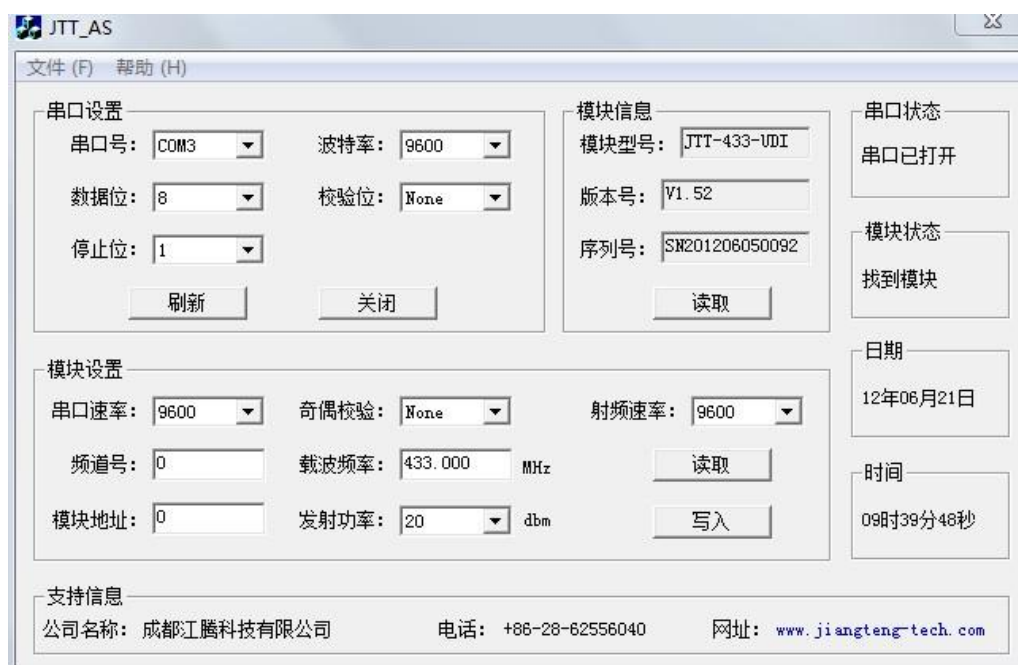 JTT_AS
文件 (F) 帮助 (H)
串口设置
串口号: COM3 波特率: 9600
数据位: 8 校验位: None
停止位: 1
刷新 关闭
模块信息
模块型号: JTT-433-UDI
版本号: V1.52
序列号: SN201206050092
读取
串口状态
串口已打开
模块状态
找到模块
模块设置
串口速率: 9600 奇偶校验: None 射频速率: 9600
频道号: 0 载波频率: 433.000 MHz 读取
模块地址: 0 发射功率: 20 dbm 写入
日期
12年06月21日
时间
09时39分48秒
支持信息
公司名称: 成都江腾科技有限公司 电话: +86-28-62556040 网址: www.jiangteng-tech.com